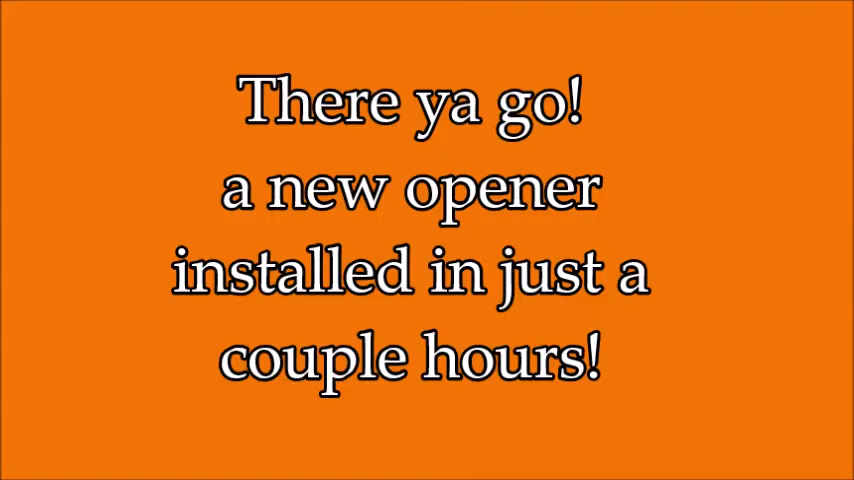 There ya go!
a new opener
installed in just a
couple hours!